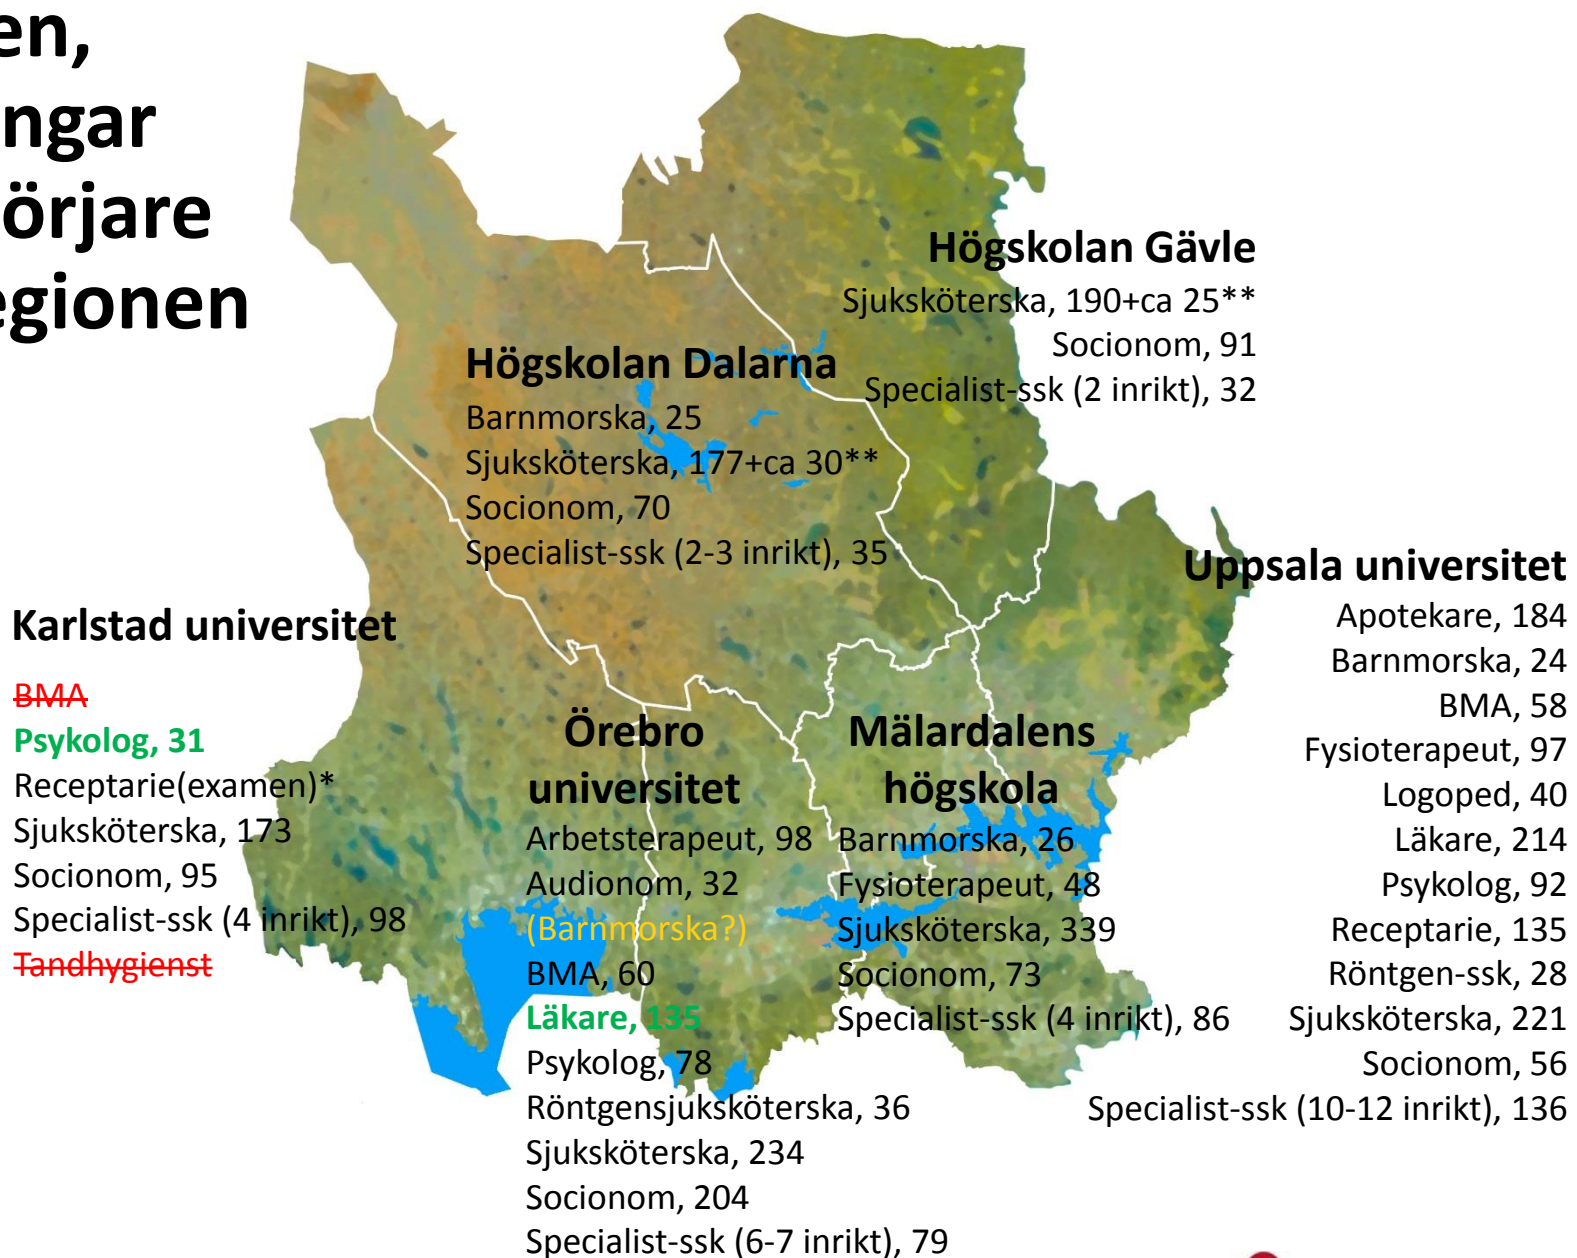 en,
ngar
örjare
egionen
Högskolan Gävle
Sjuksköterska, 190+ca 25**
Socionom, 91
Specialist-ssk (2 inrikt), 32
Högskolan Dalarna
Barnmorska, 25
Sjuksköterska, 177+ca 30**
Socionom, 70
Specialist-ssk (2-3 inrikt), 35
Uppsala universitet
Apotekare, 184
Barnmorska, 24
BMA, 58
Fysioterapeut, 97
Logoped, 40
Läkare, 214
Psykolog, 92
Receptarie, 135
Röntgen-ssk, 28
Sjuksköterska, 221
Socionom, 56
Specialist-ssk (10-12 inrikt), 136
Karlstad universitet
BMA
Psykolog, 31
Receptarie(examen)*
Sjuksköterska, 173
Socionom, 95
Specialist-ssk (4 inrikt), 98
Tandhygienst
Örebro
universitet
Arbetsterapeut, 98
Audionom, 32
(Barnmorska?)
BMA, 60
Läkare, 135
Psykolog, 78
Röntgensjuksköterska, 36
Sjuksköterska, 234
Socionom, 204
Specialist-ssk (6-7 inrikt), 79
Mälardalens
högskola
Barnmorska, 26
Fysioterapeut, 48
Sjuksköterska, 339
Socionom, 73
Specialist-ssk (4 inrikt), 86